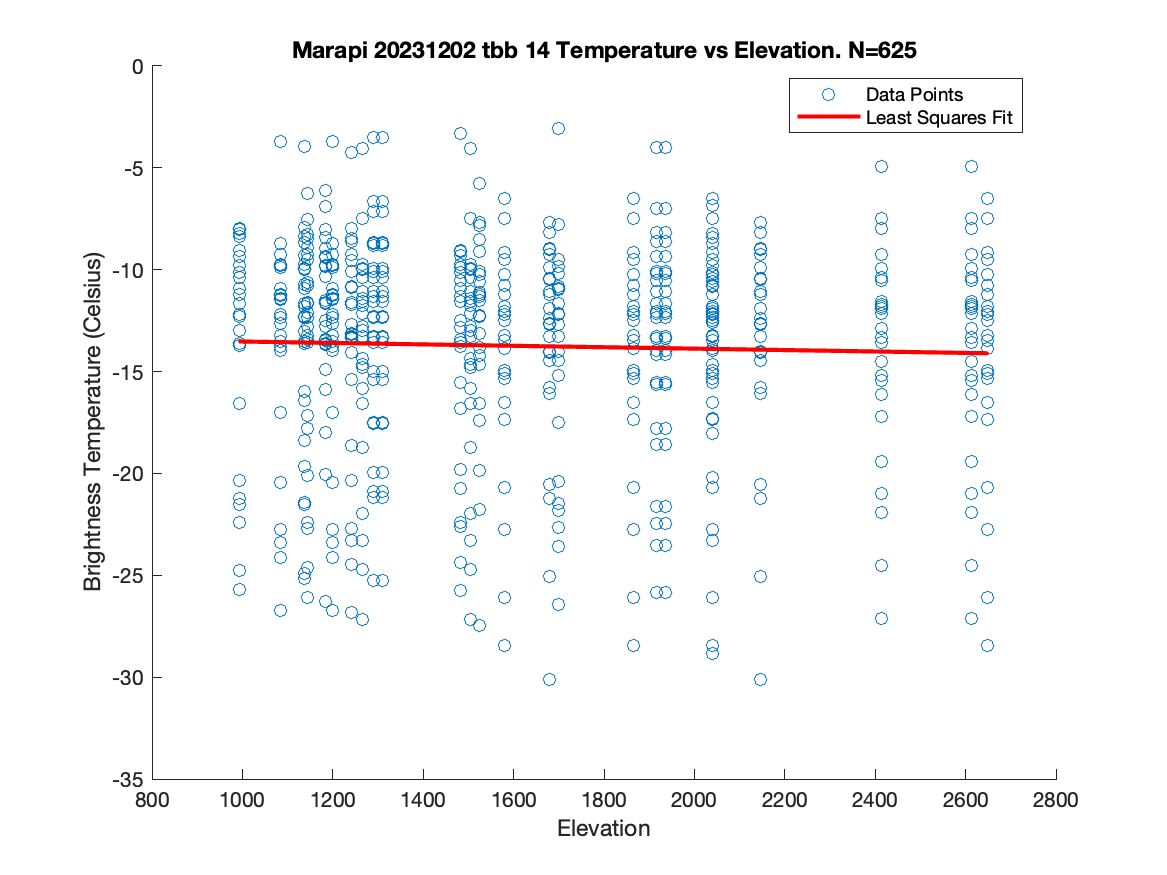 Marapi 20231202 tbb 14 Temperature vs Elevation. N=625
Data Points
Least Squares Fit
Brightness Temperature (Celsius)
0
-5
-10
-15
-20
-25
-30
-35
800 1000 1200 1400 1600 1800 2000 2200 2400 2600 2800
Elevation